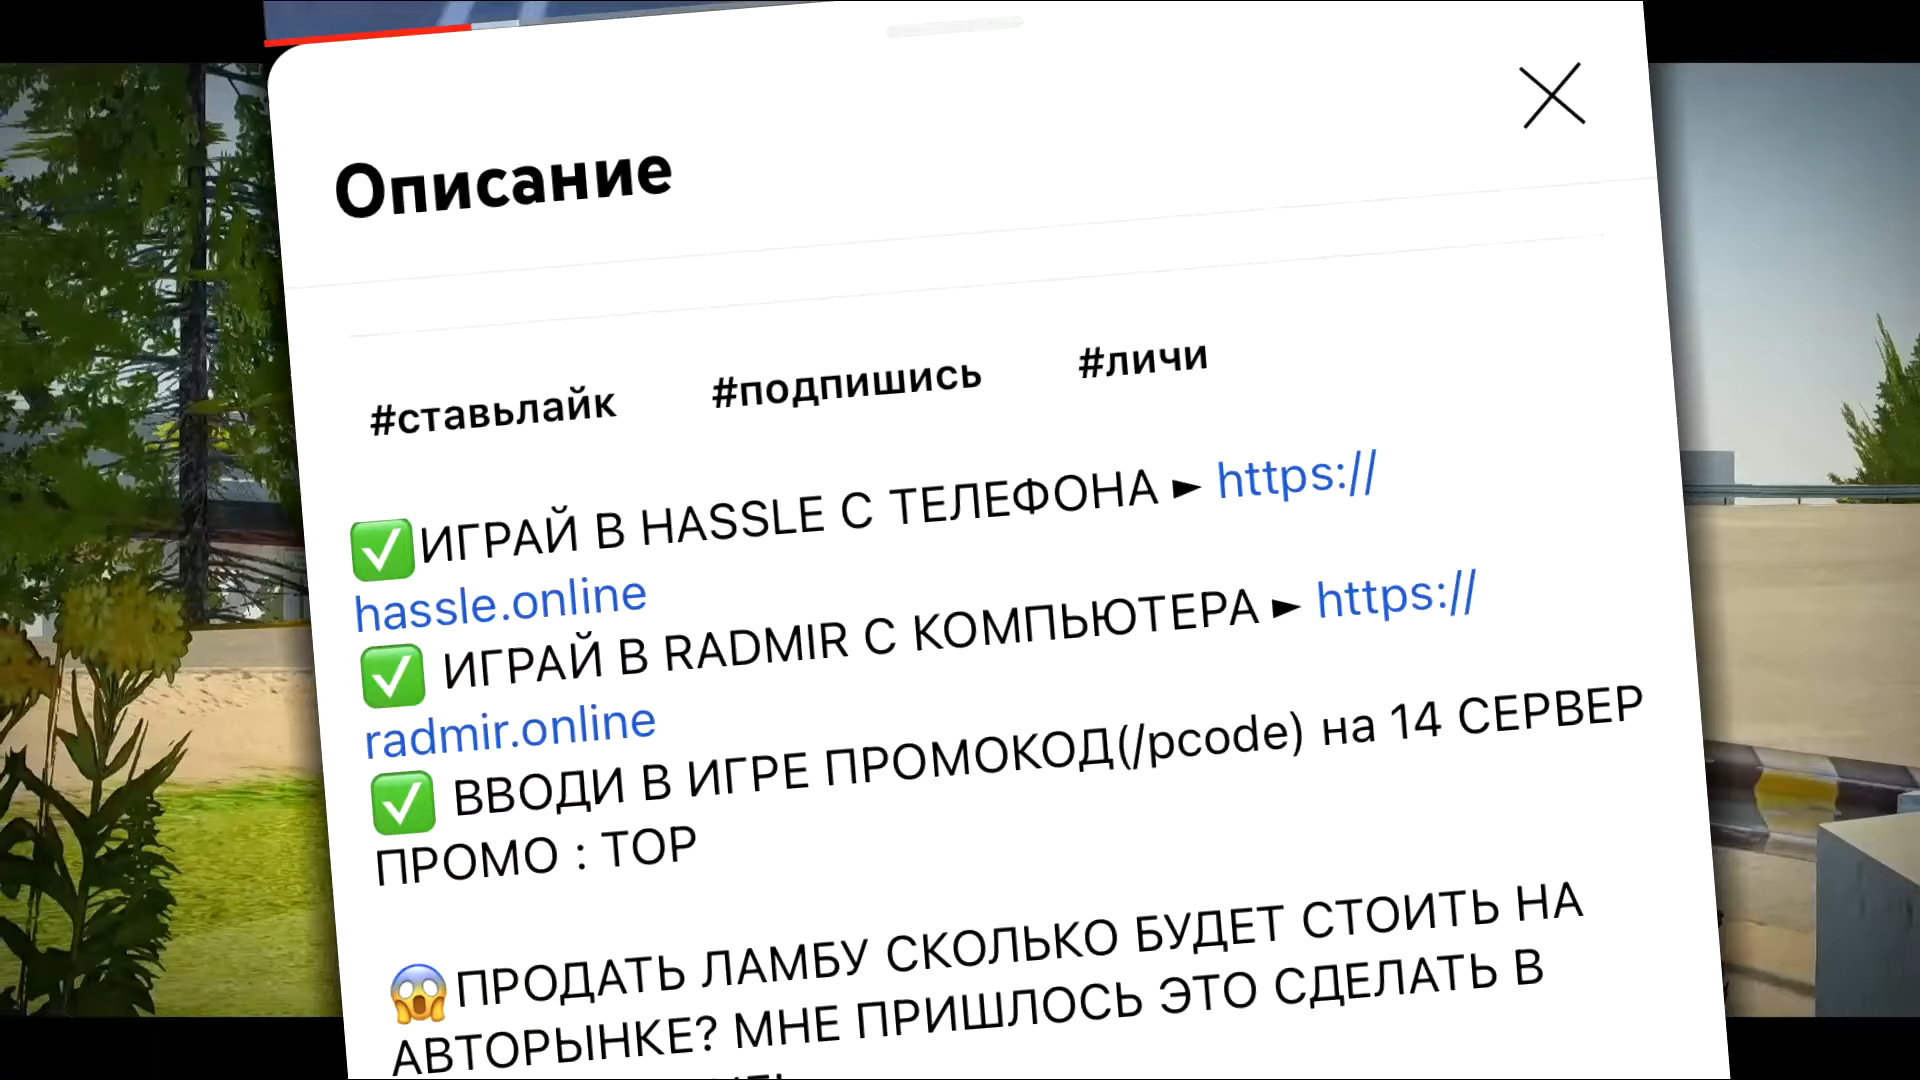 Описание
#ставьлайк #подпишись #личи
✅ИГРАЙ В HASSLE С ТЕЛЕФОНА ► https://
hassle.online
✅ ИГРАЙ В RADMIR С КОМПЬЮТЕРА ► https://
radmir.online
✅ ВВОДИ В ИГРЕ ПРОМОКОД(/pcode) на 14 СЕРВЕР
ПРОМО : TOP
😱ПРОДАТЬ ЛАМБУ СКОЛЬКО БУДЕТ СТОИТЬ НА
АВТОРЫНКЕ? МНЕ ПРИШЛОСЬ ЭТО СДЕЛАТЬ В